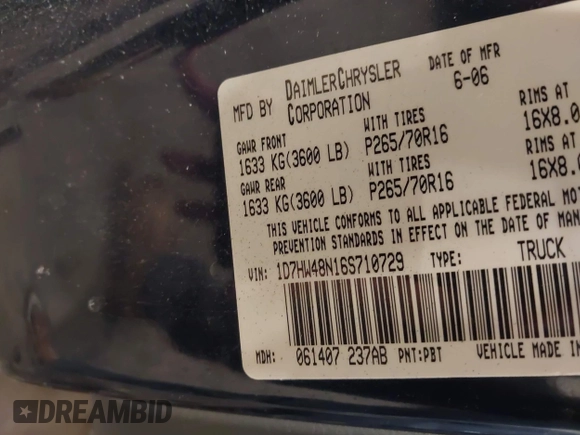 MFD BY DAIMLERCHRYSLER CORPORATION DATE OF MFR 6-06
GAWR FRONT WITH TIRES RIMS AT
1633 KG(3600 LB) P265/70R16 16X8.0
GAWR REAR WITH TIRES RIMS AT
1633 KG(3600 LB) P265/70R16 16X8.0
THIS VEHICLE CONFORMS TO ALL APPLICABLE FEDERAL MO
PREVENTION STANDARDS IN EFFECT ON THE DATE OF MANU
VIN: 1D7HW48N16S710729 TYPE: TRUCK
MDH: 061407 237AB PNT:PBT VEHICLE MADE IN
DREAMBID